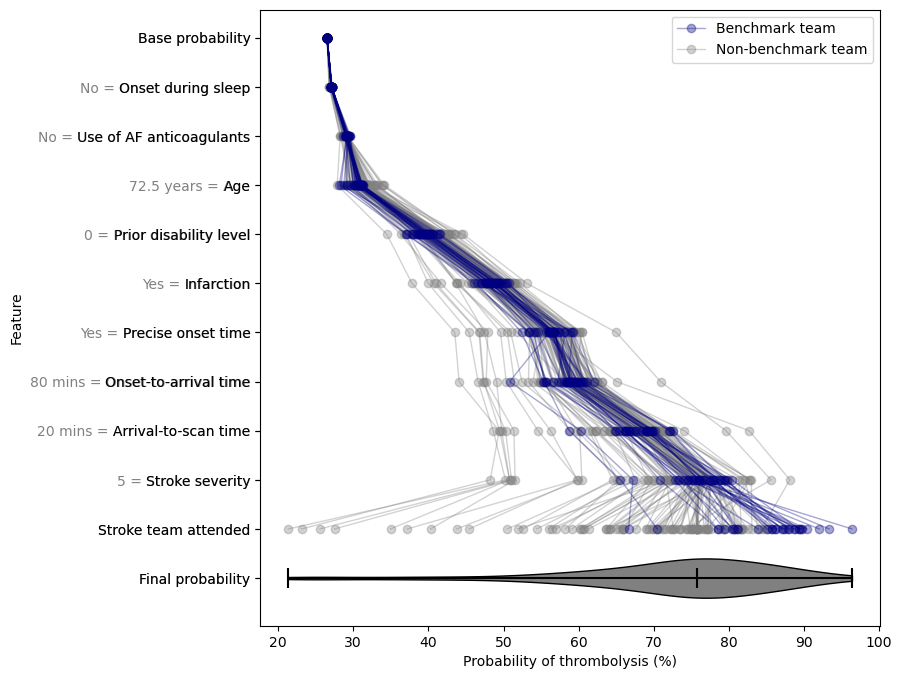 Benchmark team
Non-benchmark team
Feature
Base probability
No = Onset during sleep
No = Use of AF anticoagulants
72.5 years = Age
0 = Prior disability level
Yes = Infarction
Yes = Precise onset time
80 mins = Onset-to-arrival time
20 mins = Arrival-to-scan time
5 = Stroke severity
Stroke team attended
Final probability
20 30 40 50 60 70 80 90 100
Probability of thrombolysis (%)